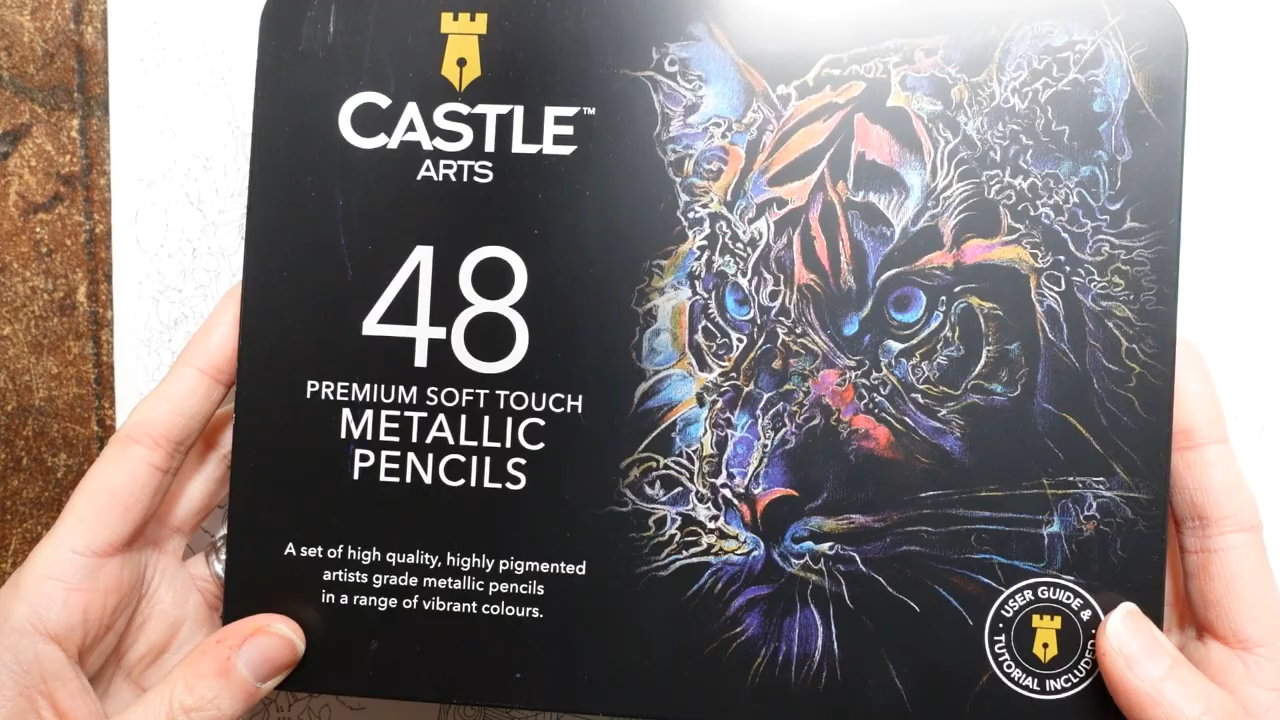 CASTLE™
ARTS
48
PREMIUM SOFT TOUCH
METALLIC
PENCILS
A set of high quality, highly pigmented
artists grade metallic pencils
in a range of vibrant colours.
USER GUIDE &
TUTORIAL INCLUDED